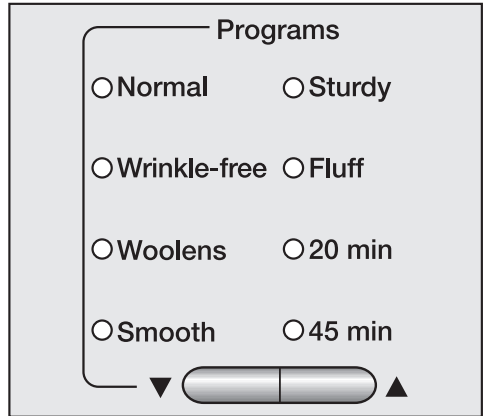 Programs
Normal
Sturdy
Wrinkle-free
Fluff
Woolens
20 min
Smooth
45 min